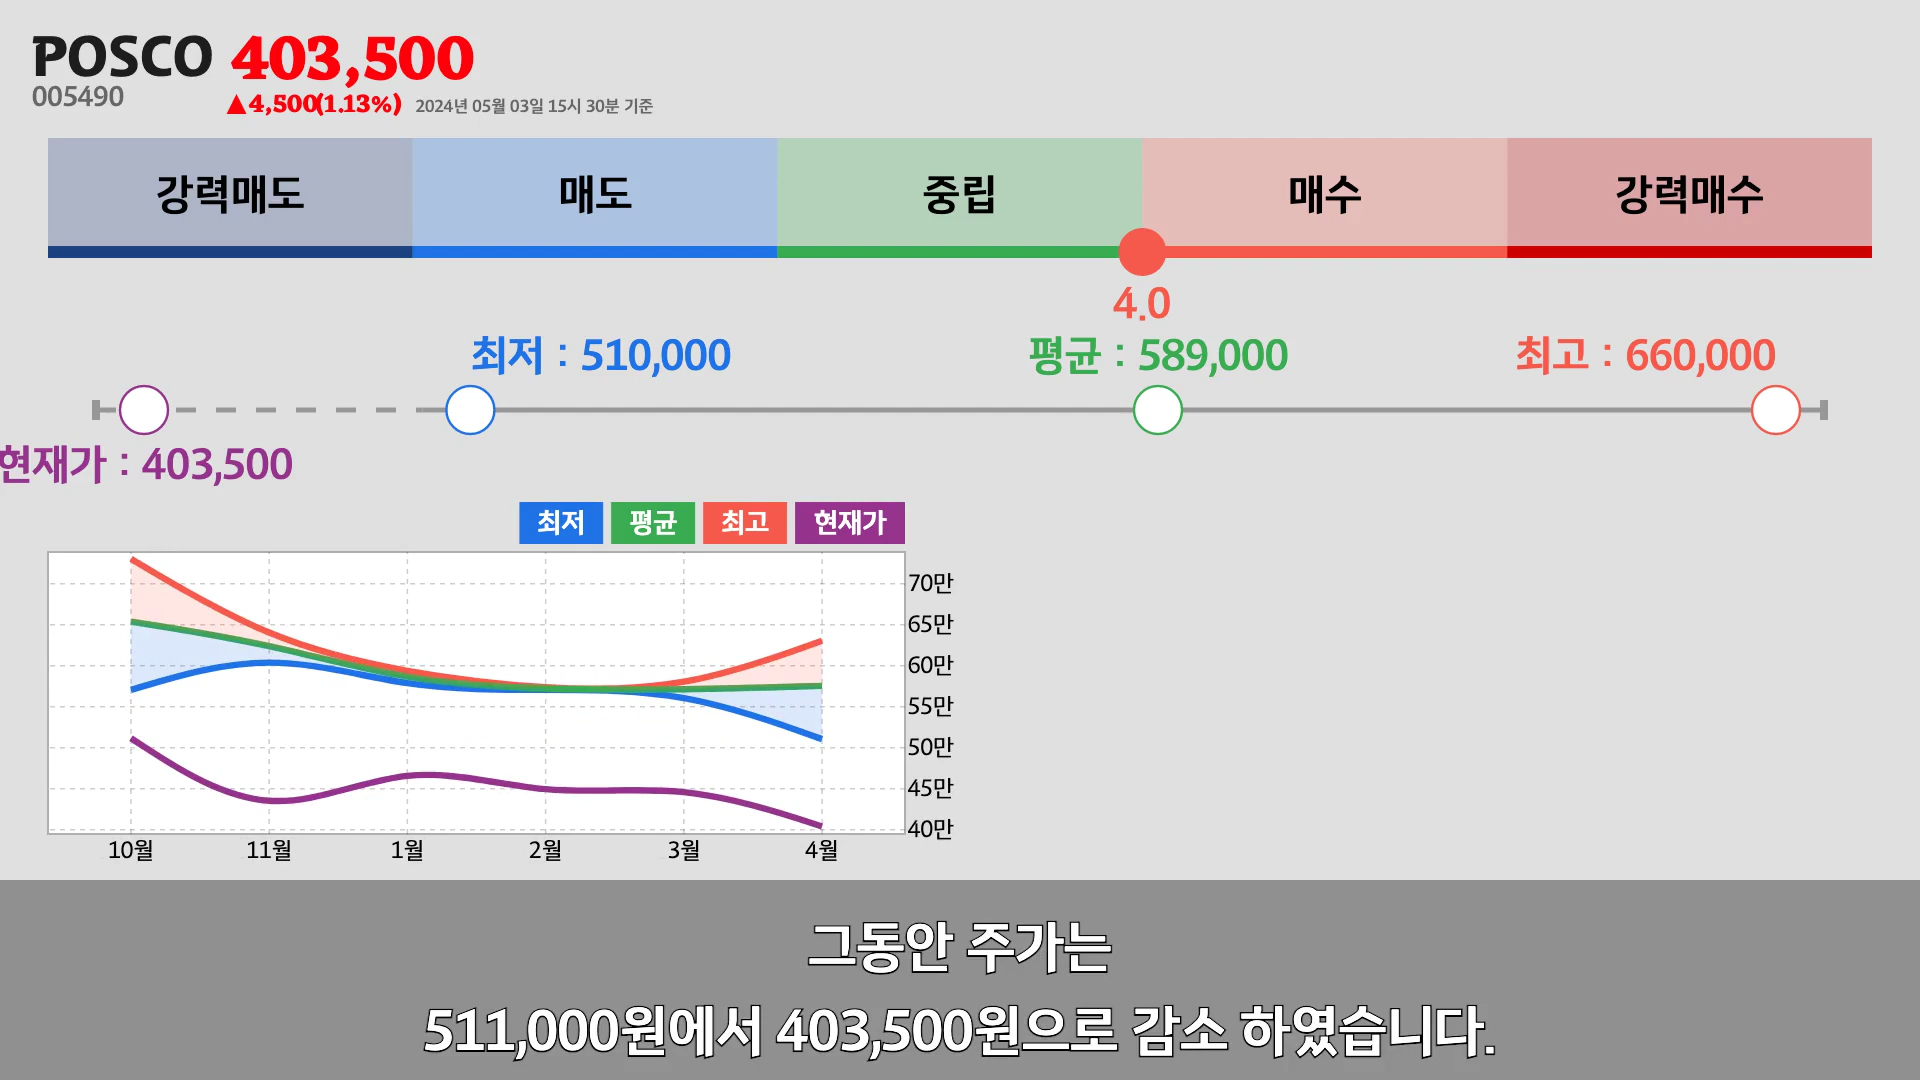 POSCO 403,500
005490
▲4,500(1.13%) 2024년 05월 03일 15시 30분 기준
강력매도 매도 중립 매수 강력매수
4.0
최저 : 510,000 평균 : 589,000 최고 : 660,000
현재가 : 403,500
최저 평균 최고 현재가
70만
65만
60만
55만
50만
45만
40만
10월 11월 1월 2월 3월 4월
그동안 주가는
511,000원에서 403,500원으로 감소 하였습니다.